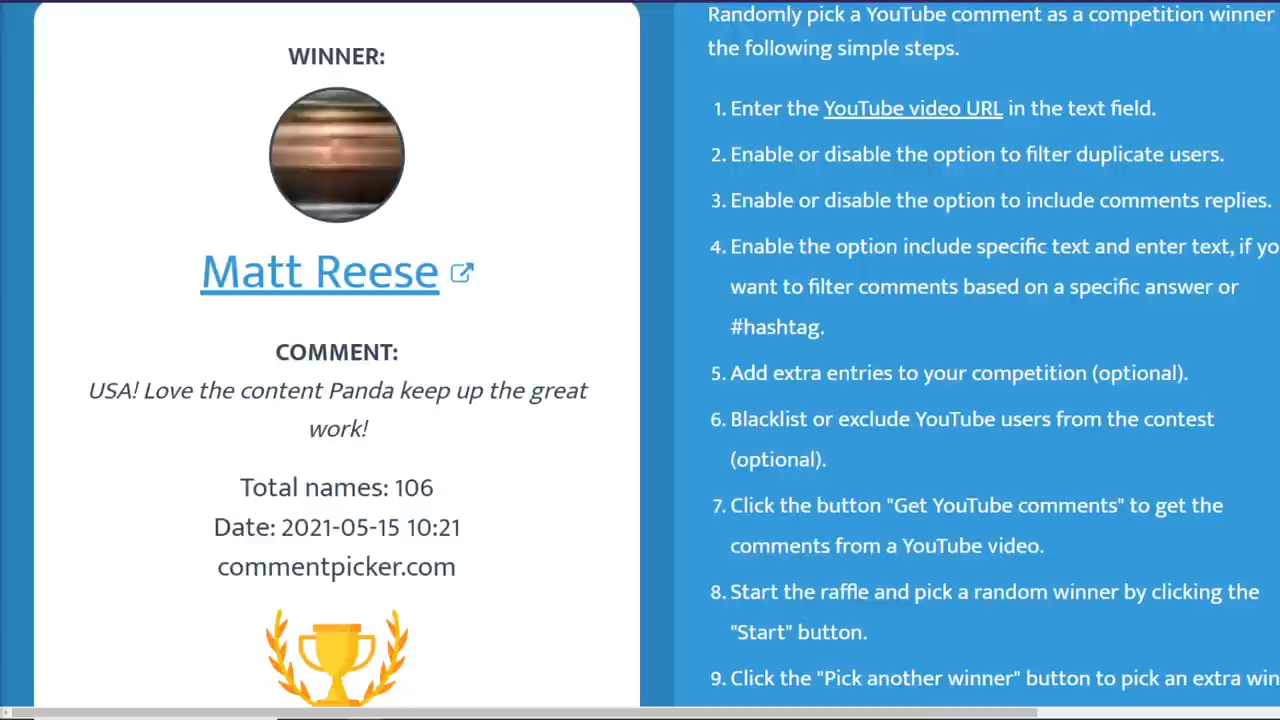 WINNER:
Matt Reese
COMMENT:
USA! Love the content Panda keep up the great
work!
Total names: 106
Date: 2021-05-15 10:21
commentpicker.com
Randomly pick a YouTube comment as a competition winner
the following simple steps.
1. Enter the YouTube video URL in the text field.
2. Enable or disable the option to filter duplicate users.
3. Enable or disable the option to include comments replies.
4. Enable the option include specific text and enter text, if yo
want to filter comments based on a specific answer or
#hashtag.
5. Add extra entries to your competition (optional).
6. Blacklist or exclude YouTube users from the contest
(optional).
7. Click the button "Get YouTube comments" to get the
comments from a YouTube video.
8. Start the raffle and pick a random winner by clicking the
"Start" button.
9. Click the "Pick another winner" button to pick an extra win